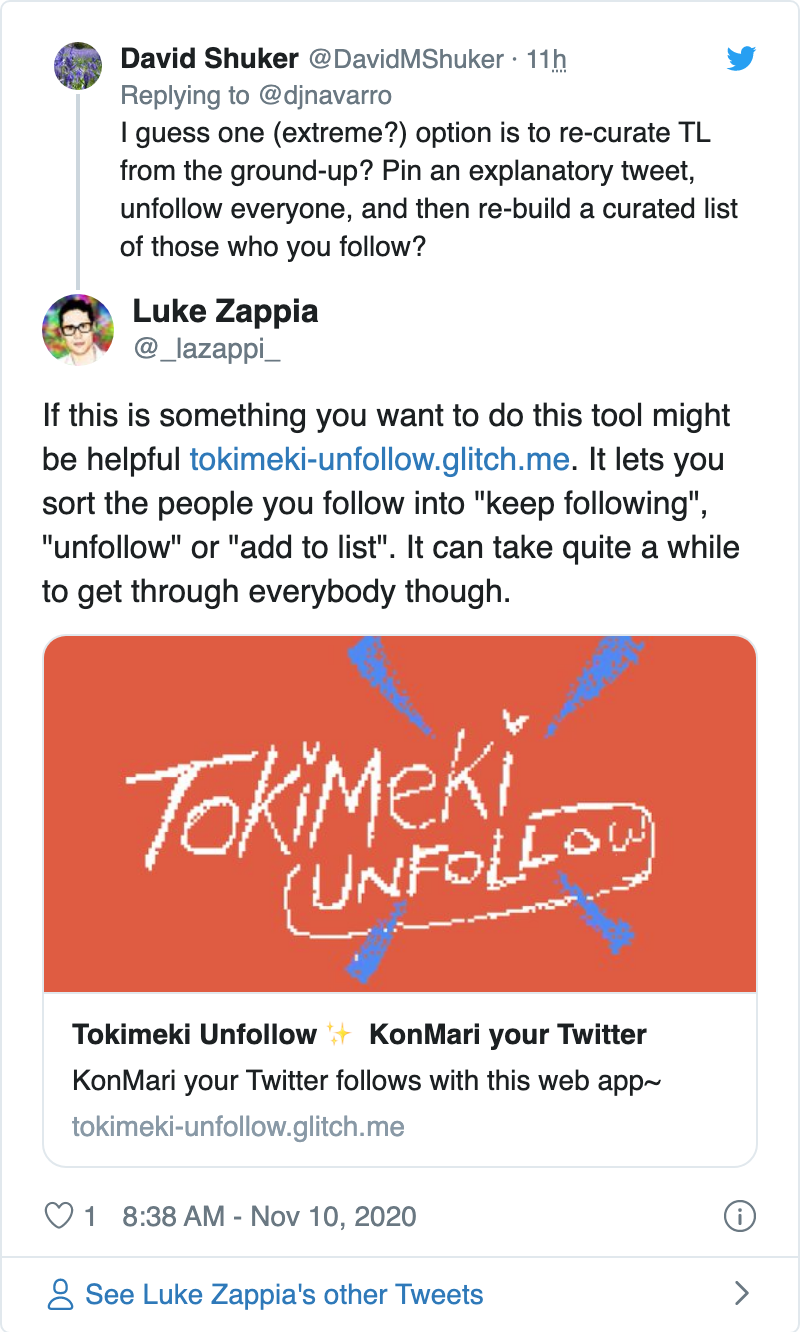 David Shuker @DavidMShuker · 11h
Replying to @djnavarro
I guess one (extreme?) option is to re-curate TL
from the ground-up? Pin an explanatory tweet,
unfollow everyone, and then re-build a curated list
of those who you follow?
Luke Zappia
@_lazappi_
If this is something you want to do this tool might
be helpful tokimeki-unfollow.glitch.me. It lets you
sort the people you follow into "keep following",
"unfollow" or "add to list". It can take quite a while
to get through everybody though.
TOKiMeKi
UNFOLLOW
Tokimeki Unfollow ✨ KonMari your Twitter
KonMari your Twitter follows with this web app~
tokimeki-unfollow.glitch.me
1 8:38 AM - Nov 10, 2020
See Luke Zappia's other Tweets